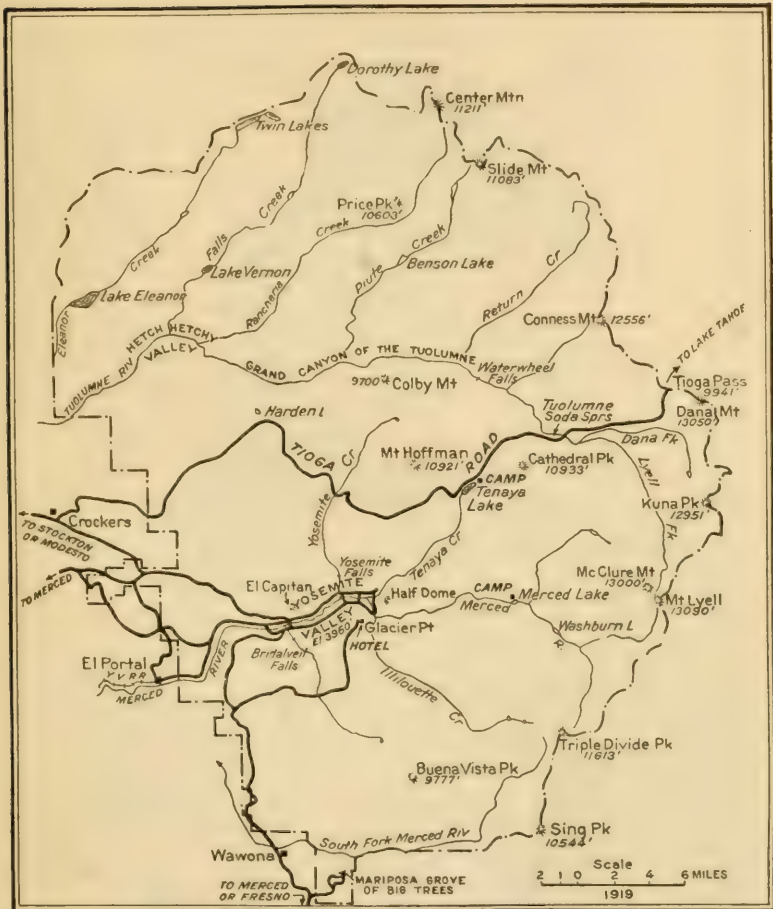 Dorothy Lake
Center Mtn
11211'
Twin Lakes
Slide Mt
11083'
Price Pk
10603'
Creek
Falls
Creek
Creek
Creek
Rancheria
Piute
Benson Lake
Return
Cr
Lake Vernon
Lake Eleanor
Eleanor
Conness Mt 12556'
TO LAKE TAHOE
HETCH HETCHY
VALLEY
TUOLUMNE RIV
GRAND CANYON OF THE TUOLUMNE
Waterwheel
Falls
9700' Colby Mt
Tioga Pass
9941'
Dana Mt
13050'
Harden L
Tuolumne
Soda Sprs
Dana Fk
TIOGA
ROAD
Mt Hoffman
10921'
Cathedral Pk
10933'
CAMP
Tenaya
Lake
Lyell
Fk
Kuna Pk
12951'
Yosemite
Cr
Crockers
TO STOCKTON
OR MODESTO
TO MERCED
Yosemite
Falls
Tenaya Cr
El Capitan
YOSEMITE
VALLEY
El 3960
Half Dome
CAMP
Merced
Merced Lake
McClure Mt
13000'
Mt Lyell
13090'
Washburn L
R
Glacier Pt
HOTEL
Bridalveil
Falls
El Portal
Y V R R
MERCED
RIVER
Illilouette
Cr
Triple Divide Pk
11613'
Buena Vista Pk
9777'
Sing Pk
10544'
South Fork Merced Riv
Wawona
MARIPOSA GROVE
OF BIG TREES
TO MERCED
OR FRESNO
Scale
2 1 0 2 4 6 MILES
1919